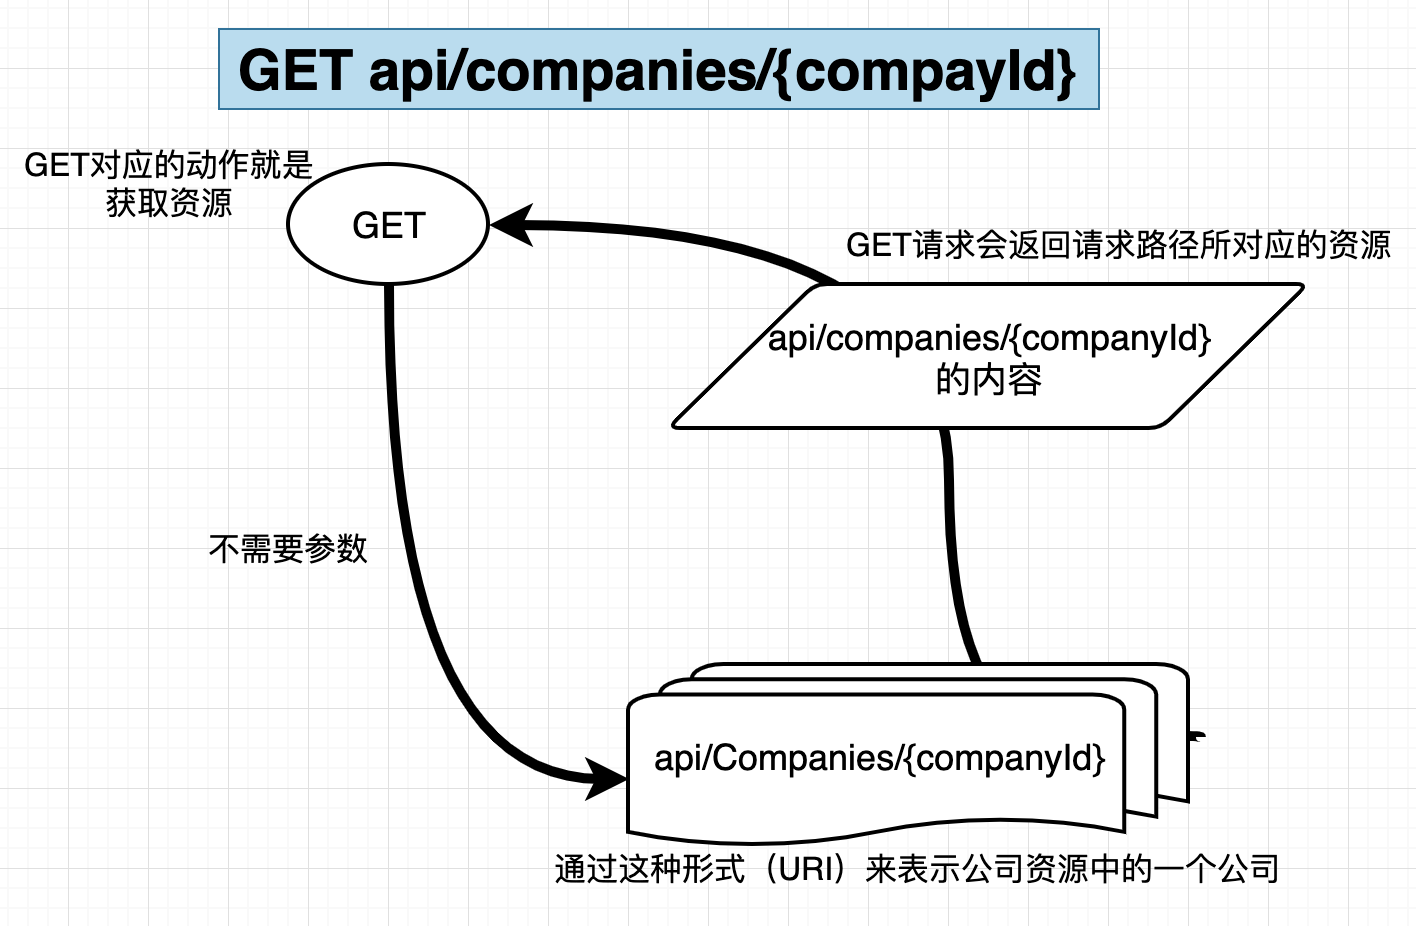 GET api/companies/{compayId}
GET对应的动作就是
获取资源
GET
GET请求会返回请求路径所对应的资源
api/companies/{companyId}
的内容
不需要参数
api/Companies/{companyId}
通过这种形式（URI）来表示公司资源中的一个公司